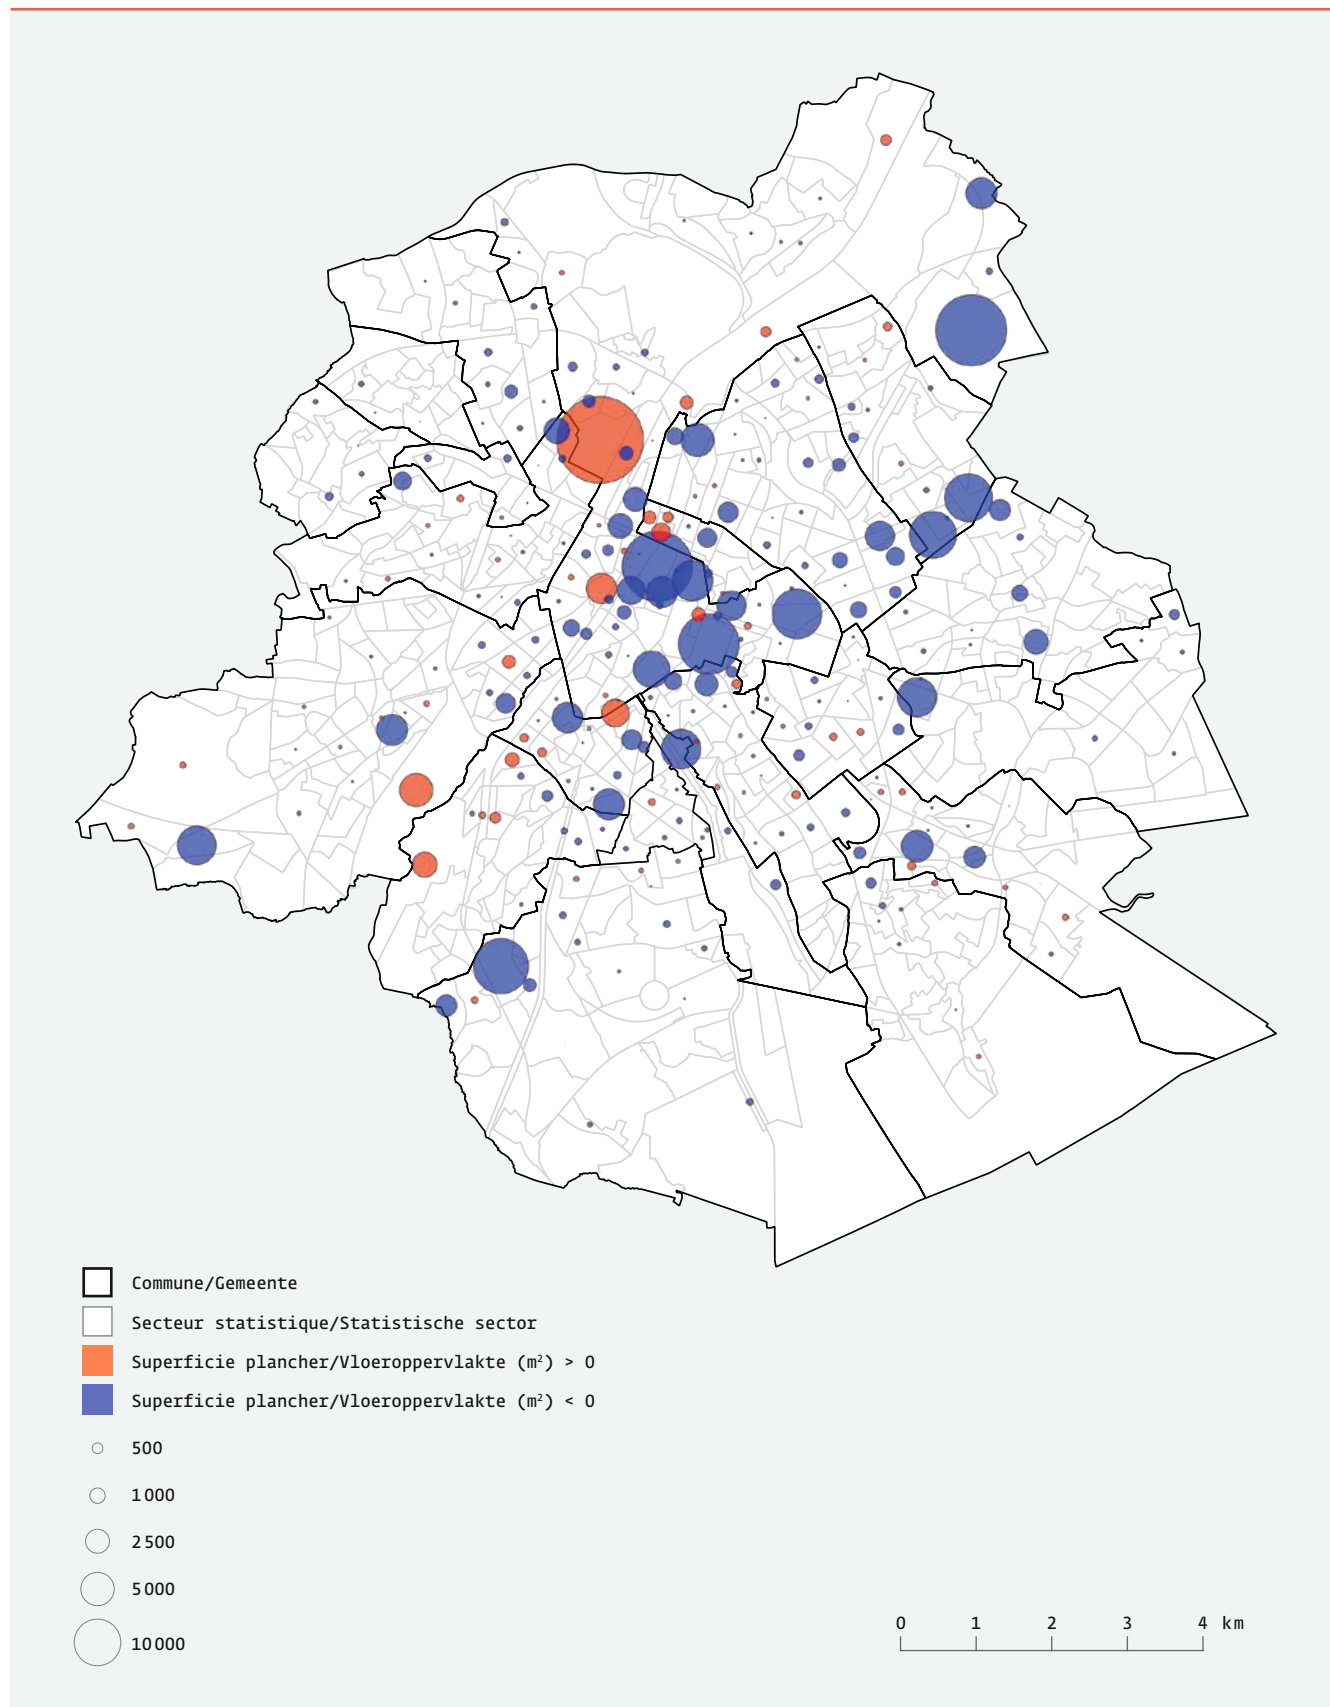 Commune/Gemeente
Secteur statistique/Statistische sector
Superficie plancher/Vloeroppervlakte (m²) > 0
Superficie plancher/Vloeroppervlakte (m²) < 0
500
1 000
2 500
5 000
10 000
0 1 2 3 4 km